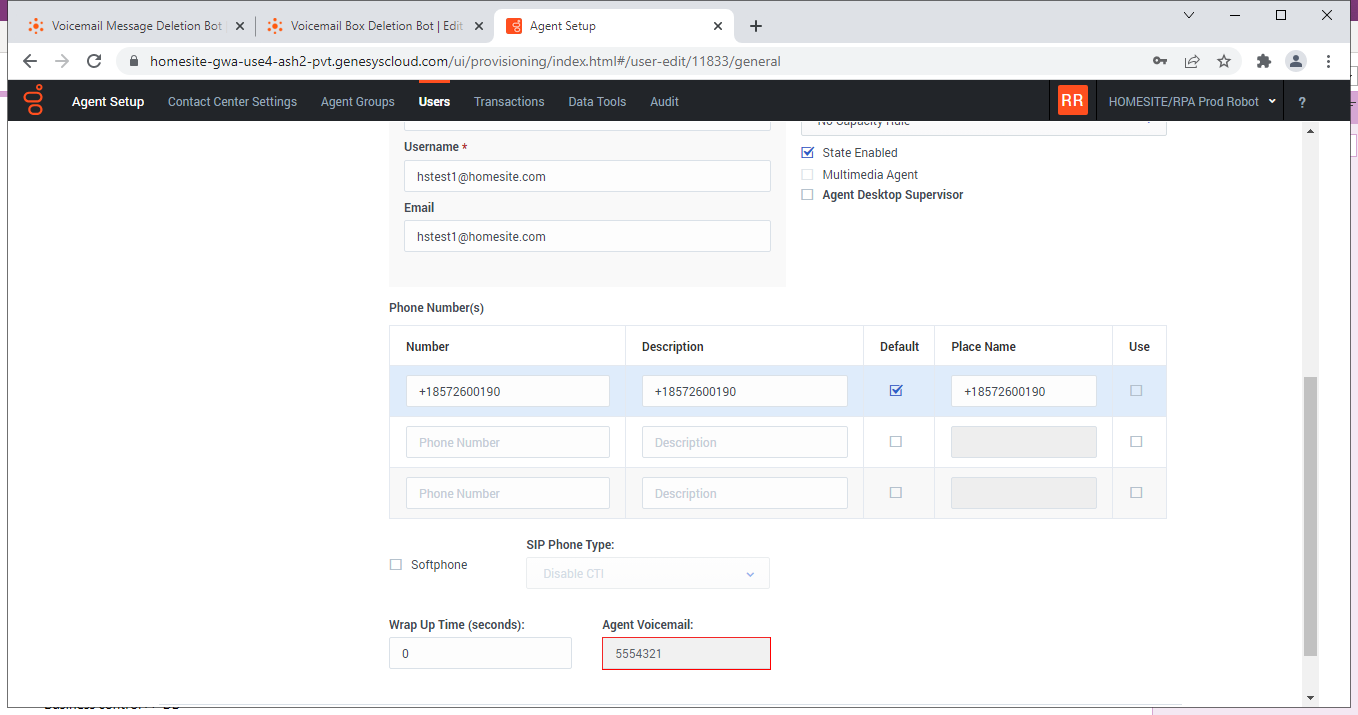 Voicemail Message Deletion Bot
Voicemail Box Deletion Bot | Edit
Agent Setup
homesite-gwa-use4-ash2-pvt.genesyscloud.com/ui/provisioning/index.html#/user-edit/11833/general
Agent Setup Contact Center Settings Agent Groups Users Transactions Data Tools Audit RR HOMESITE/RPA Prod Robot ?
No Capacity Rule
Username *
hstest1@homesite.com
Email
hstest1@homesite.com
State Enabled
Multimedia Agent
Agent Desktop Supervisor
Phone Number(s)
Number Description Default Place Name Use
+18572600190 +18572600190 +18572600190
Phone Number Description
Phone Number Description
Softphone
SIP Phone Type:
Disable CTI
Wrap Up Time (seconds): Agent Voicemail:
0 5554321